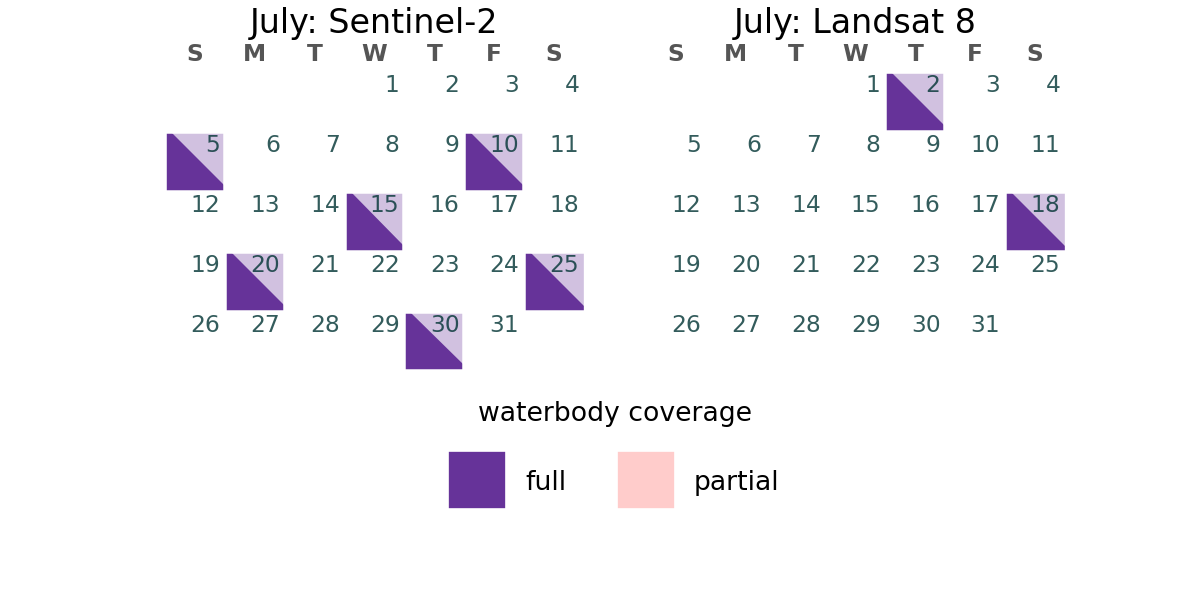 July: Sentinel-2
S M T W T F S
1 2 3 4
5 6 7 8 9 10 11
12 13 14 15 16 17 18
19 20 21 22 23 24 25
26 27 28 29 30 31
July: Landsat 8
S M T W T F S
1 2 3 4
5 6 7 8 9 10 11
12 13 14 15 16 17 18
19 20 21 22 23 24 25
26 27 28 29 30 31
waterbody coverage
full partial